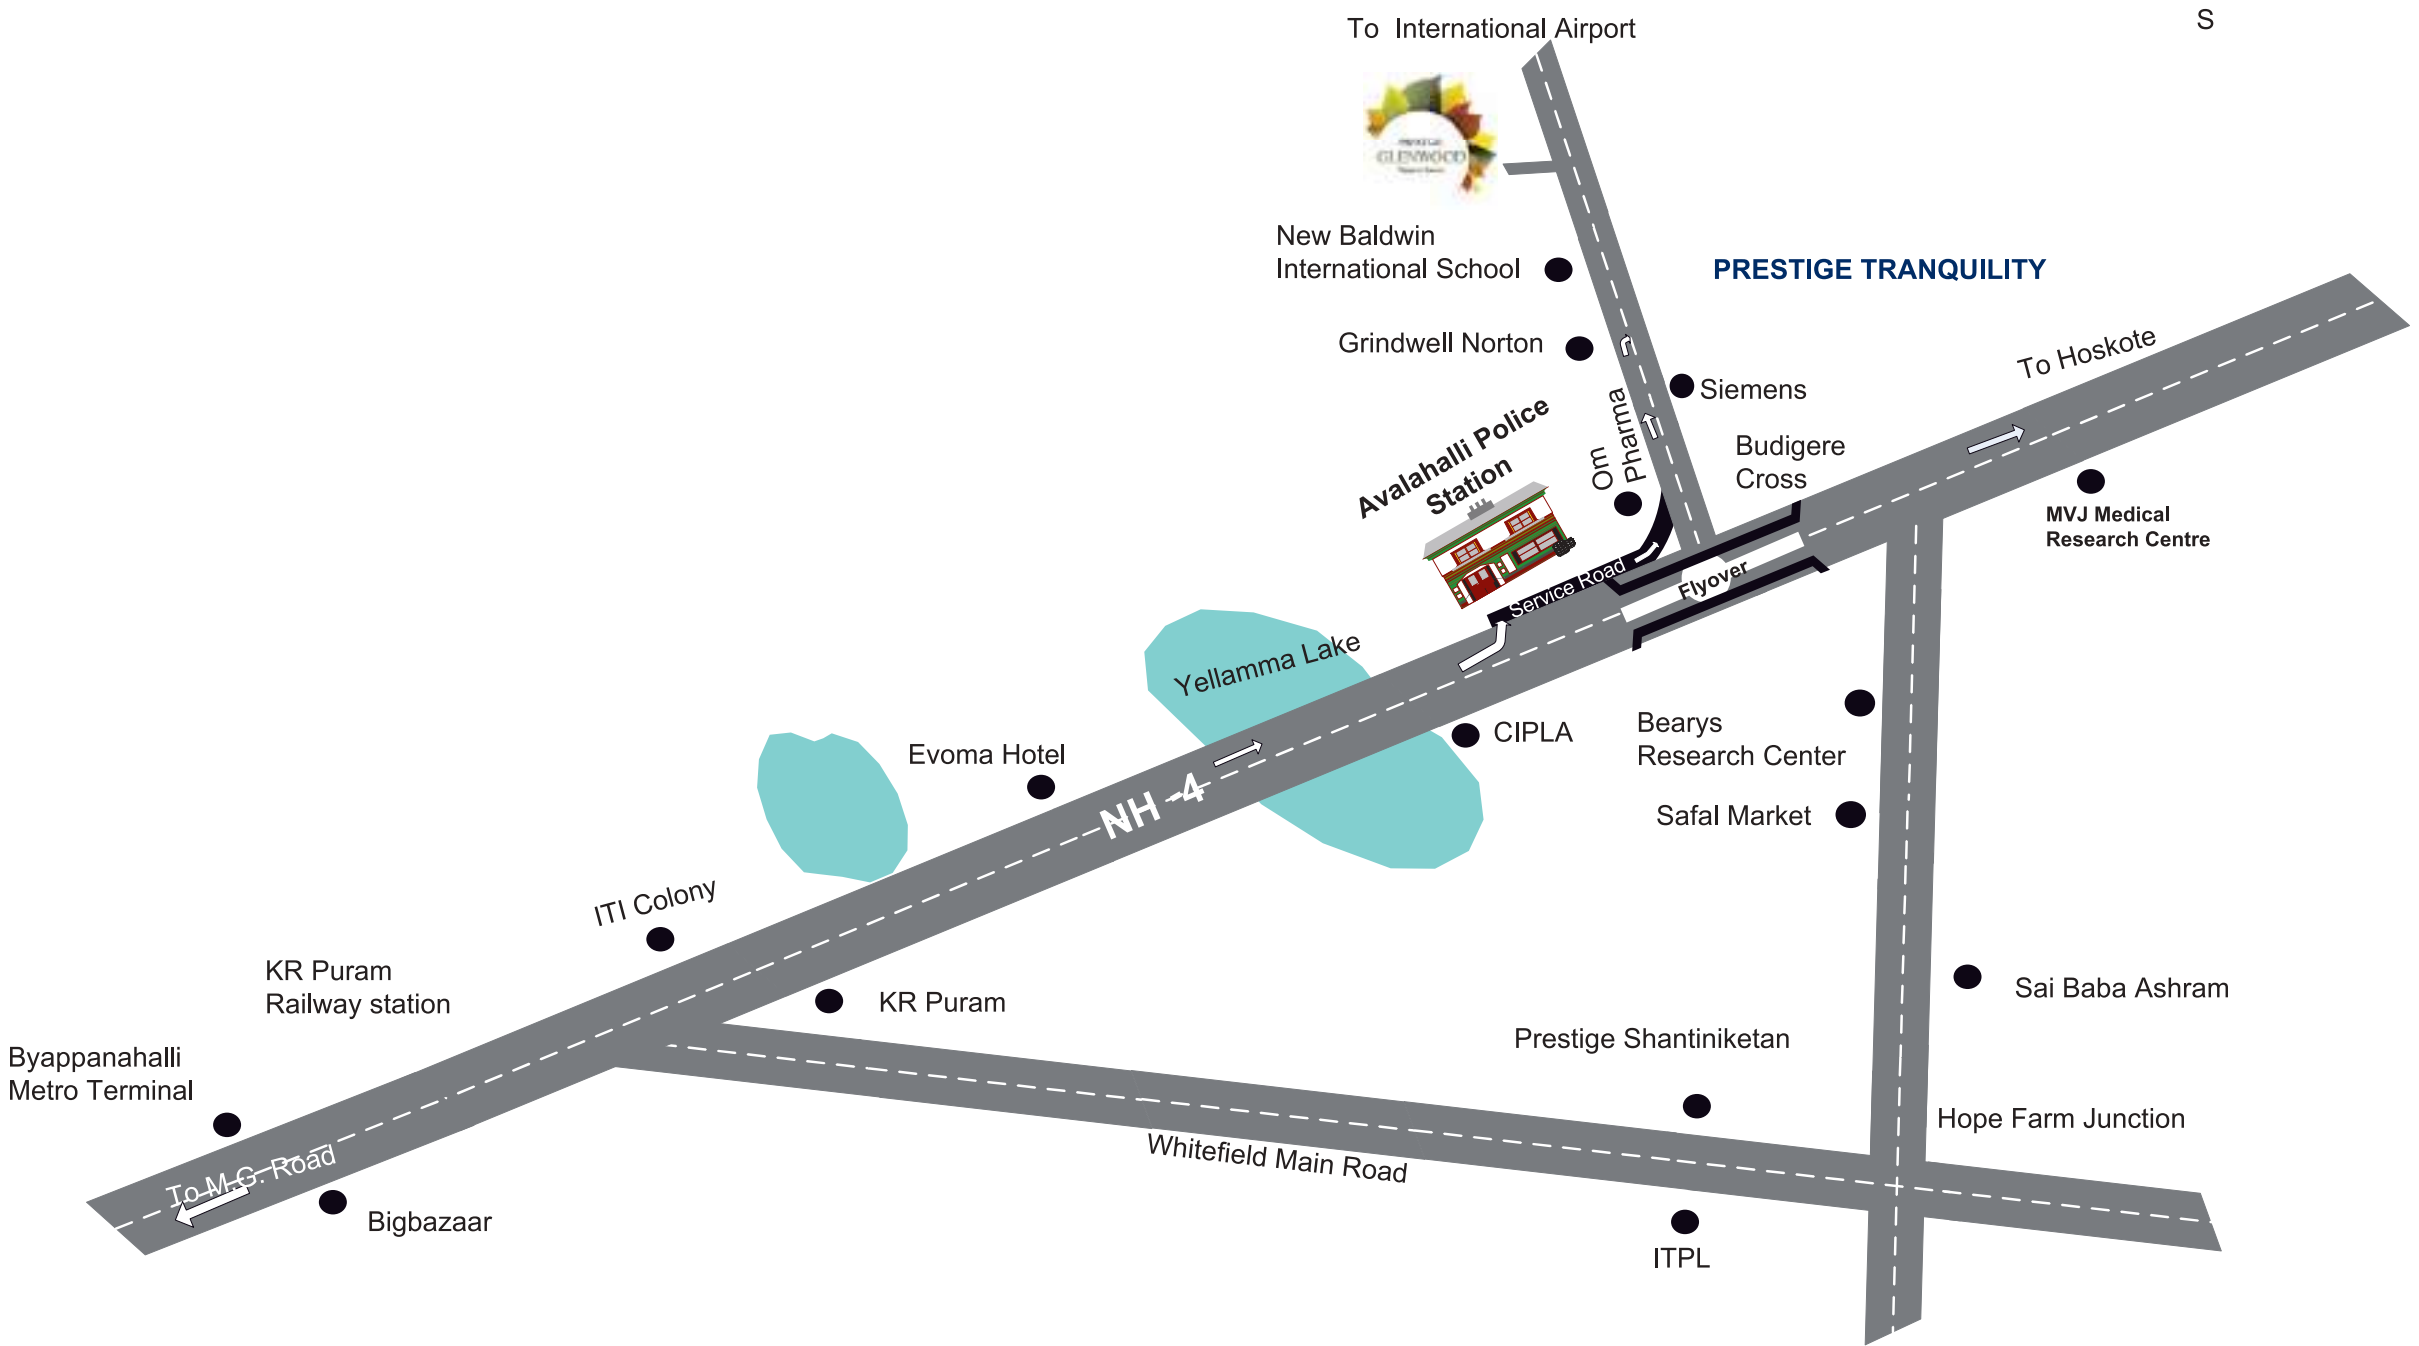 S
To International Airport
GLENWOOD
New Baldwin
International School
PRESTIGE TRANQUILITY
Grindwell Norton
To Hoskote
Siemens
Om
Pharma
Avalahalli Police
Station
Budigere
Cross
MVJ Medical
Research Centre
Service Road
Flyover
Yellamma Lake
CIPLA
Bearys
Research Center
Evoma Hotel
NH -4
Safal Market
ITI Colony
KR Puram
Railway station
KR Puram
Sai Baba Ashram
Prestige Shantiniketan
Byappanahalli
Metro Terminal
Hope Farm Junction
Whitefield Main Road
To M.G. Road
Bigbazaar
ITPL